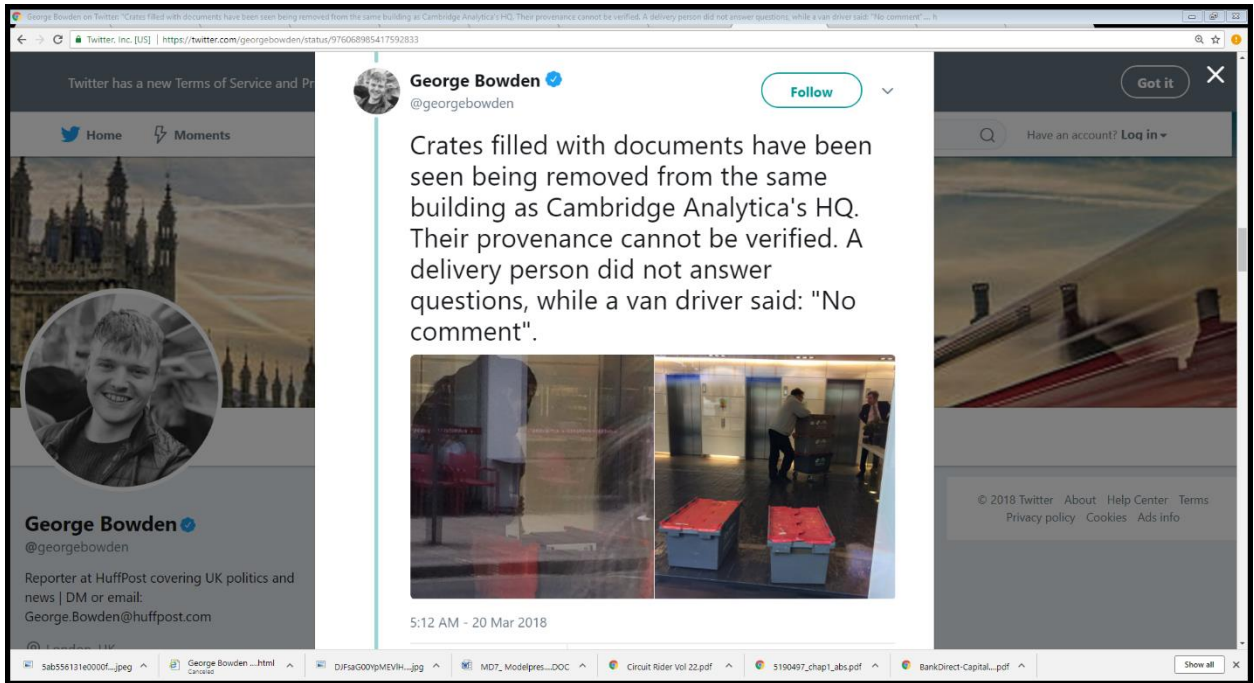 George Bowden on Twitter: "Crates filled with documents have been seen being removed from the same building as Cambridge Analytica's HQ. Their provenance cannot be verified. A delivery person did not answer questions, while a van driver said: "No comment" ... h
Twitter, Inc. [US] | https://twitter.com/georgebowden/status/976068985417592833
Twitter has a new Terms of Service and Pr
Got it
Home Moments
Have an account? Log in
George Bowden
@georgebowden
Follow
Crates filled with documents have been
seen being removed from the same
building as Cambridge Analytica's HQ.
Their provenance cannot be verified. A
delivery person did not answer
questions, while a van driver said: "No
comment".
5:12 AM - 20 Mar 2018
George Bowden
@georgebowden
Reporter at HuffPost covering UK politics and
news | DM or email:
George.Bowden@huffpost.com
London, UK
© 2018 Twitter About Help Center Terms
Privacy policy Cookies Ads info
5ab556131e0000f....jpeg
George Bowden ....html
Canceled
DJFsaG00YpMEVlH....jpg
MD7_Modelpres....DOC
Circuit Rider Vol 22.pdf
5190497_chap1_abs.pdf
BankDirect-Capital....pdf
Show all